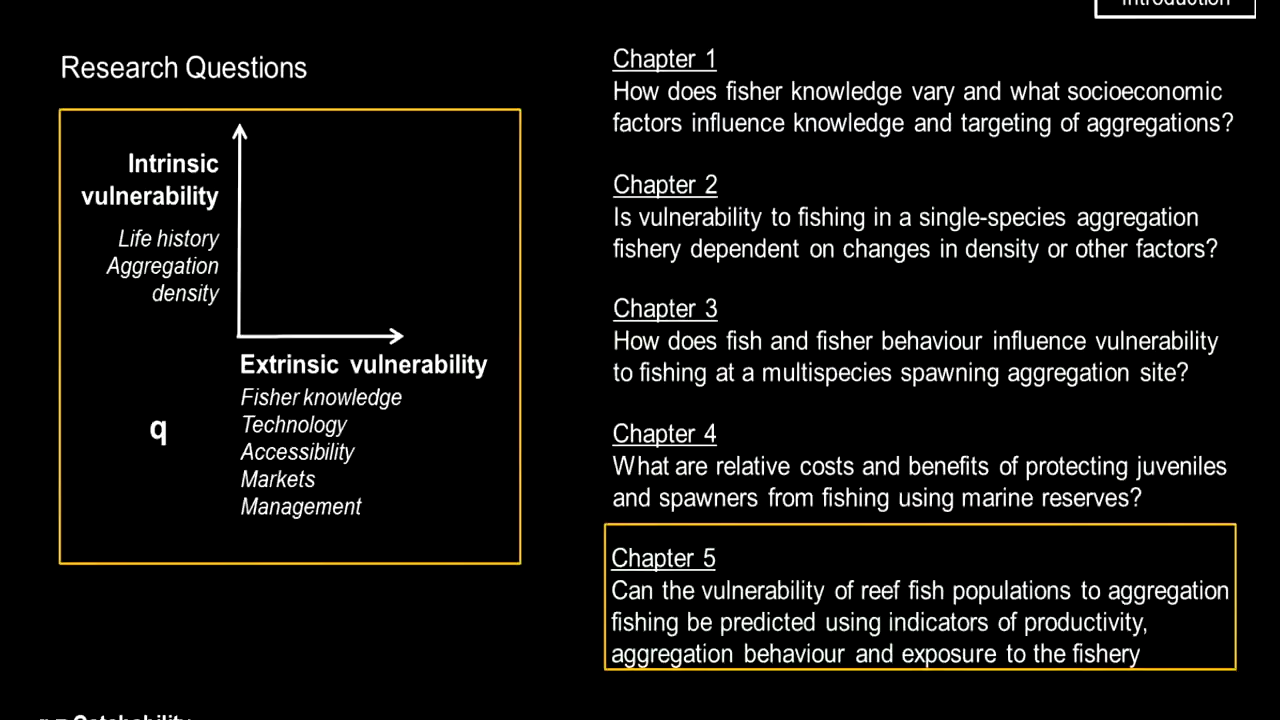 Introduction
Research Questions
Intrinsic
vulnerability
Life history
Aggregation
density
Extrinsic vulnerability
Fisher knowledge
Technology
Accessibility
Markets
Management
q
Chapter 1
How does fisher knowledge vary and what socioeconomic
factors influence knowledge and targeting of aggregations?
Chapter 2
Is vulnerability to fishing in a single-species aggregation
fishery dependent on changes in density or other factors?
Chapter 3
How does fish and fisher behaviour influence vulnerability
to fishing at a multispecies spawning aggregation site?
Chapter 4
What are relative costs and benefits of protecting juveniles
and spawners from fishing using marine reserves?
Chapter 5
Can the vulnerability of reef fish populations to aggregation
fishing be predicted using indicators of productivity,
aggregation behaviour and exposure to the fishery
q = Catchability